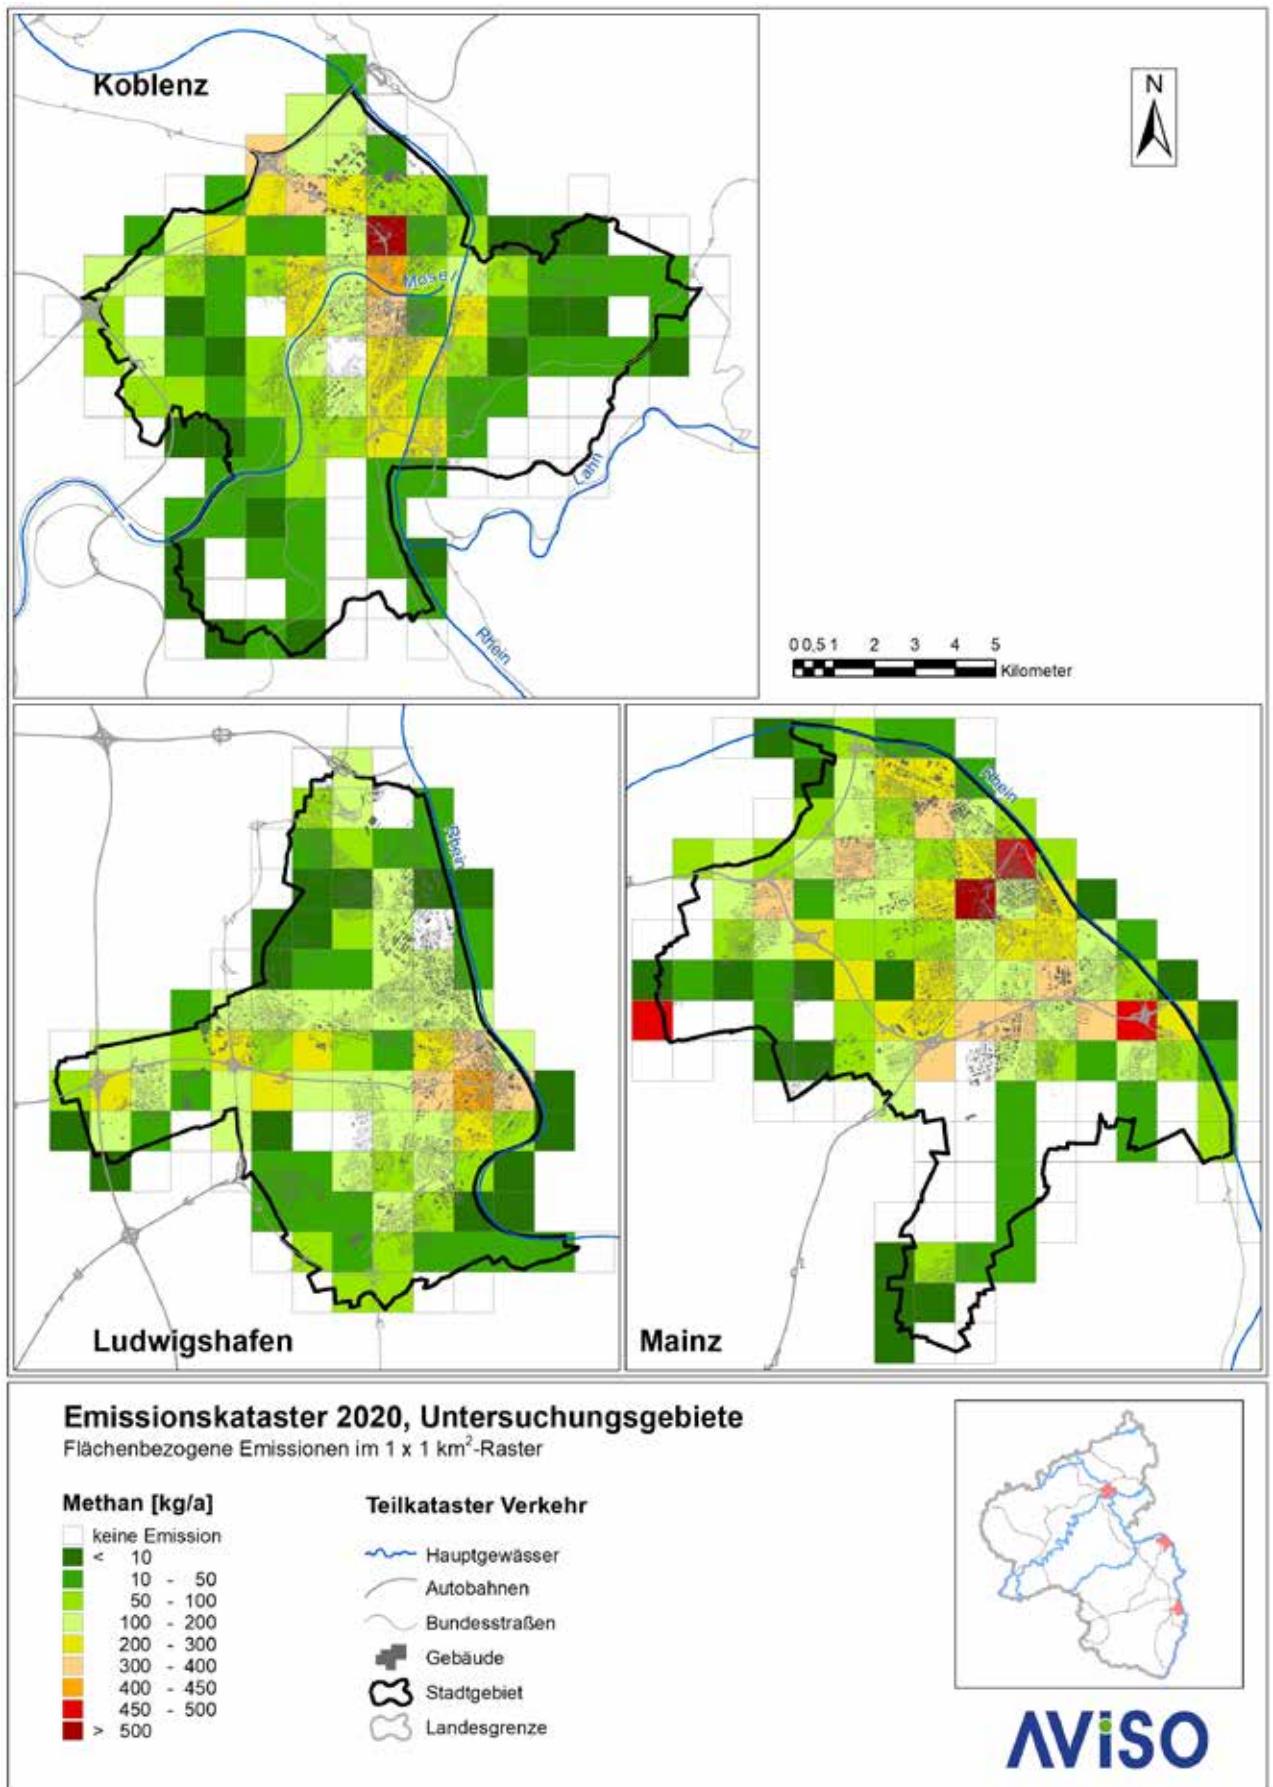 Koblenz
N
Mosel
Lahn
Rhein
0 0,5 1 2 3 4 5
Kilometer
Rhein
Ludwigshafen
Rhein
Mainz
Emissionskataster 2020, Untersuchungsgebiete
Flächenbezogene Emissionen im 1 x 1 km²-Raster
Methan [kg/a]
keine Emission
< 10
10 - 50
50 - 100
100 - 200
200 - 300
300 - 400
400 - 450
450 - 500
> 500
Teilkataster Verkehr
Hauptgewässer
Autobahnen
Bundesstraßen
Gebäude
Stadtgebiet
Landesgrenze
AViSO